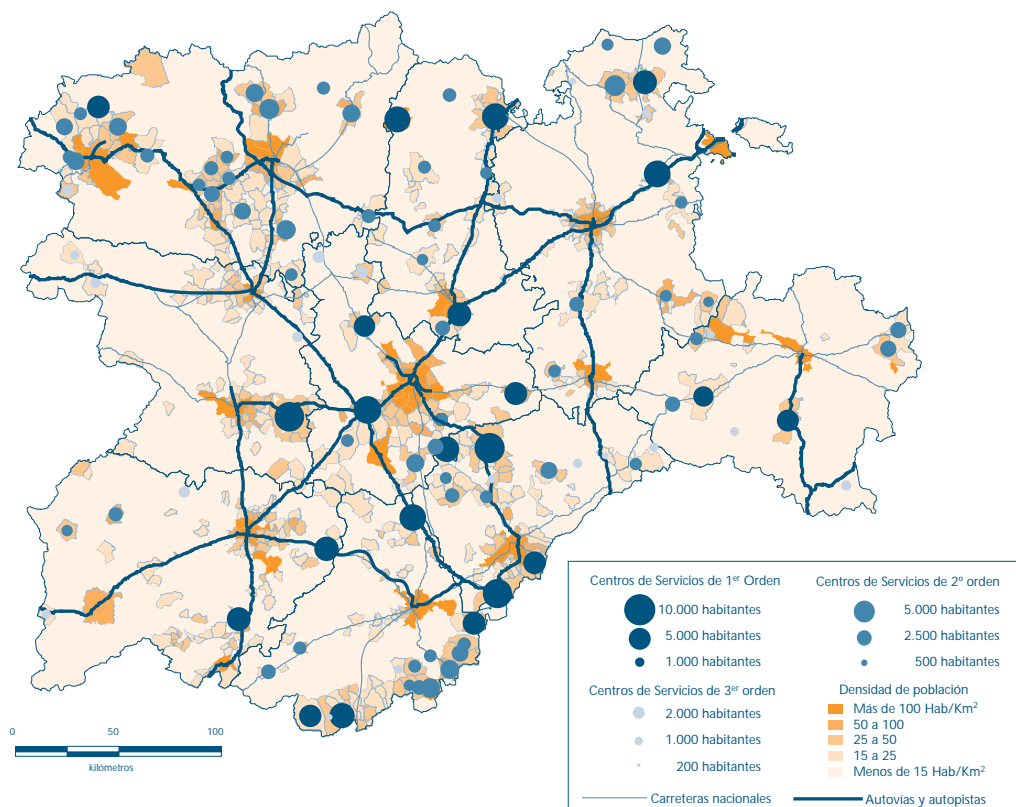 Centros de Servicios de 1er Orden
10.000 habitantes
5.000 habitantes
1.000 habitantes
Centros de Servicios de 2º orden
5.000 habitantes
2.500 habitantes
500 habitantes
Centros de Servicios de 3er orden
2.000 habitantes
1.000 habitantes
200 habitantes
Densidad de población
Más de 100 Hab/Km2
50 a 100
25 a 50
15 a 25
Menos de 15 Hab/Km2
Carreteras nacionales
Autovías y autopistas
0 50 100
kilómetros